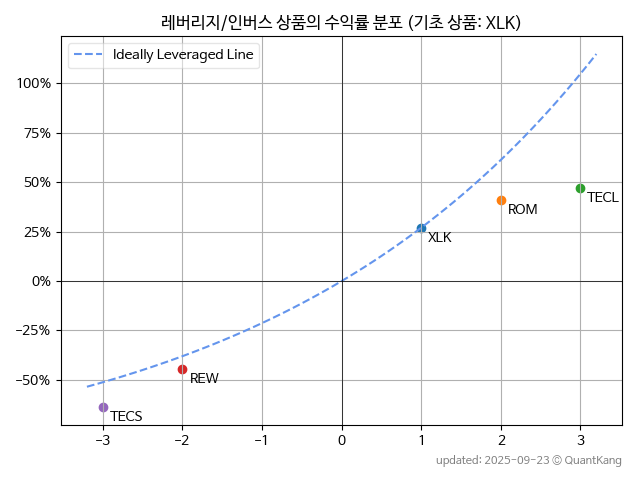 레버리지/인버스 상품의 수익률 분포 (기초 상품: XLK)
Ideally Leveraged Line
100%
75%
50%
25%
0%
−25%
−50%
TECL
ROM
XLK
REW
TECS
−3 −2 −1 0 1 2 3
updated: 2025-09-23 © QuantKang